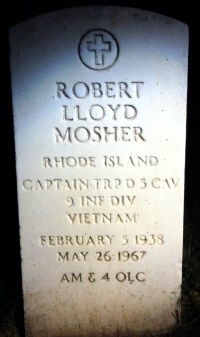 ROBERT
LLOYD
MOSHER
RHODE ISLAND
CAPTAIN TRP D 3 CAV
9 INF DIV
VIETNAM
FEBRUARY 5 1938
MAY 26 1967
AM & 4 OLC